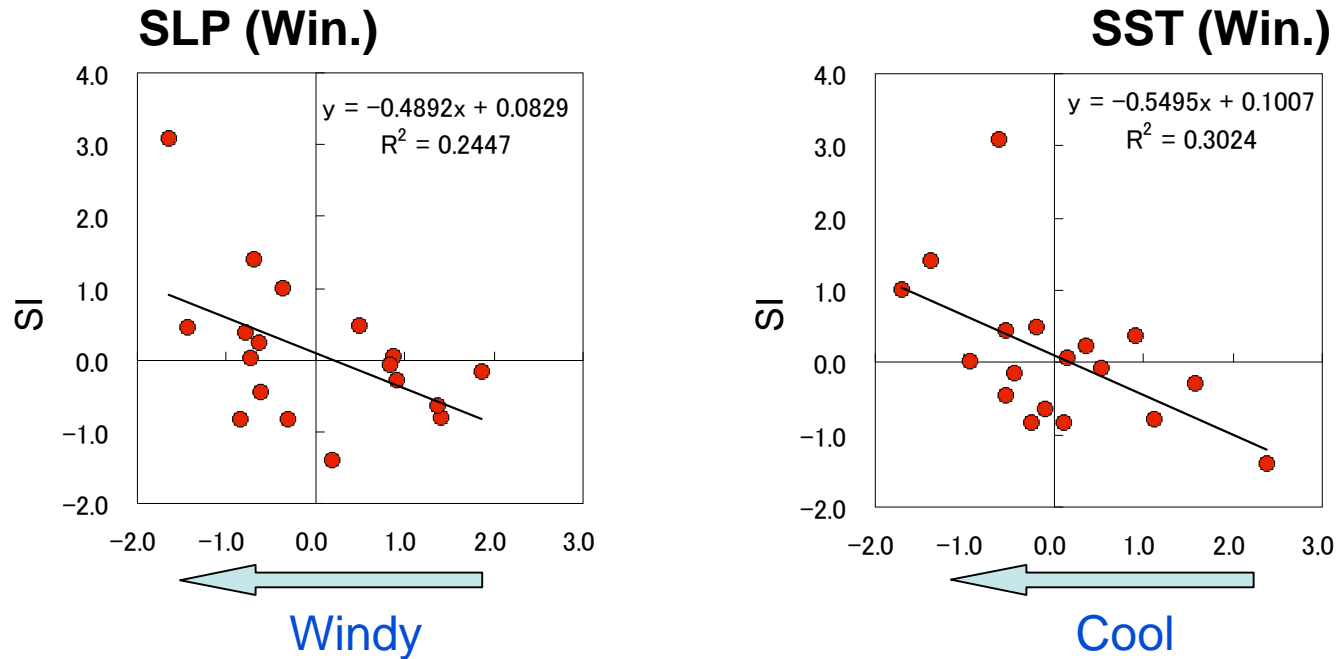 SLP (Win.)
4.0
3.0
2.0
1.0
0.0
−1.0
−2.0
y = −0.4892x + 0.0829
R² = 0.2447
SI
−2.0 −1.0 0.0 1.0 2.0 3.0
Windy
SST (Win.)
4.0
3.0
2.0
1.0
0.0
−1.0
−2.0
y = −0.5495x + 0.1007
R² = 0.3024
SI
−2.0 −1.0 0.0 1.0 2.0 3.0
Cool